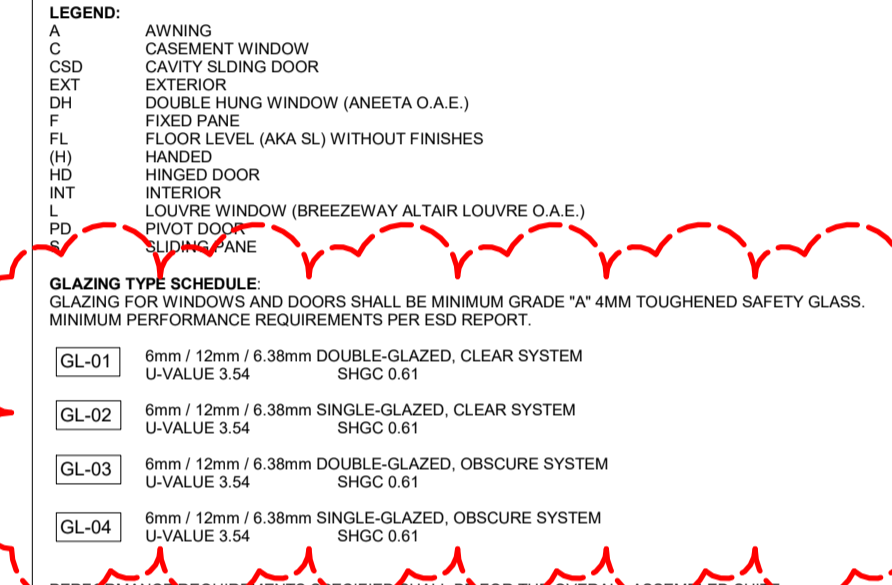 LEGEND:
A AWNING
C CASEMENT WINDOW
CSD CAVITY SLDING DOOR
EXT EXTERIOR
DH DOUBLE HUNG WINDOW (ANEETA O.A.E.)
F FIXED PANE
FL FLOOR LEVEL (AKA SL) WITHOUT FINISHES
(H) HANDED
HD HINGED DOOR
INT INTERIOR
L LOUVRE WINDOW (BREEZEWAY ALTAIR LOUVRE O.A.E.)
PD PIVOT DOOR
S SLIDING PANE
GLAZING TYPE SCHEDULE:
GLAZING FOR WINDOWS AND DOORS SHALL BE MINIMUM GRADE "A" 4MM TOUGHENED SAFETY GLASS.
MINIMUM PERFORMANCE REQUIREMENTS PER ESD REPORT.
GL-01 6mm / 12mm / 6.38mm DOUBLE-GLAZED, CLEAR SYSTEM
U-VALUE 3.54 SHGC 0.61
GL-02 6mm / 12mm / 6.38mm SINGLE-GLAZED, CLEAR SYSTEM
U-VALUE 3.54 SHGC 0.61
GL-03 6mm / 12mm / 6.38mm DOUBLE-GLAZED, OBSCURE SYSTEM
U-VALUE 3.54 SHGC 0.61
GL-04 6mm / 12mm / 6.38mm SINGLE-GLAZED, OBSCURE SYSTEM
U-VALUE 3.54 SHGC 0.61